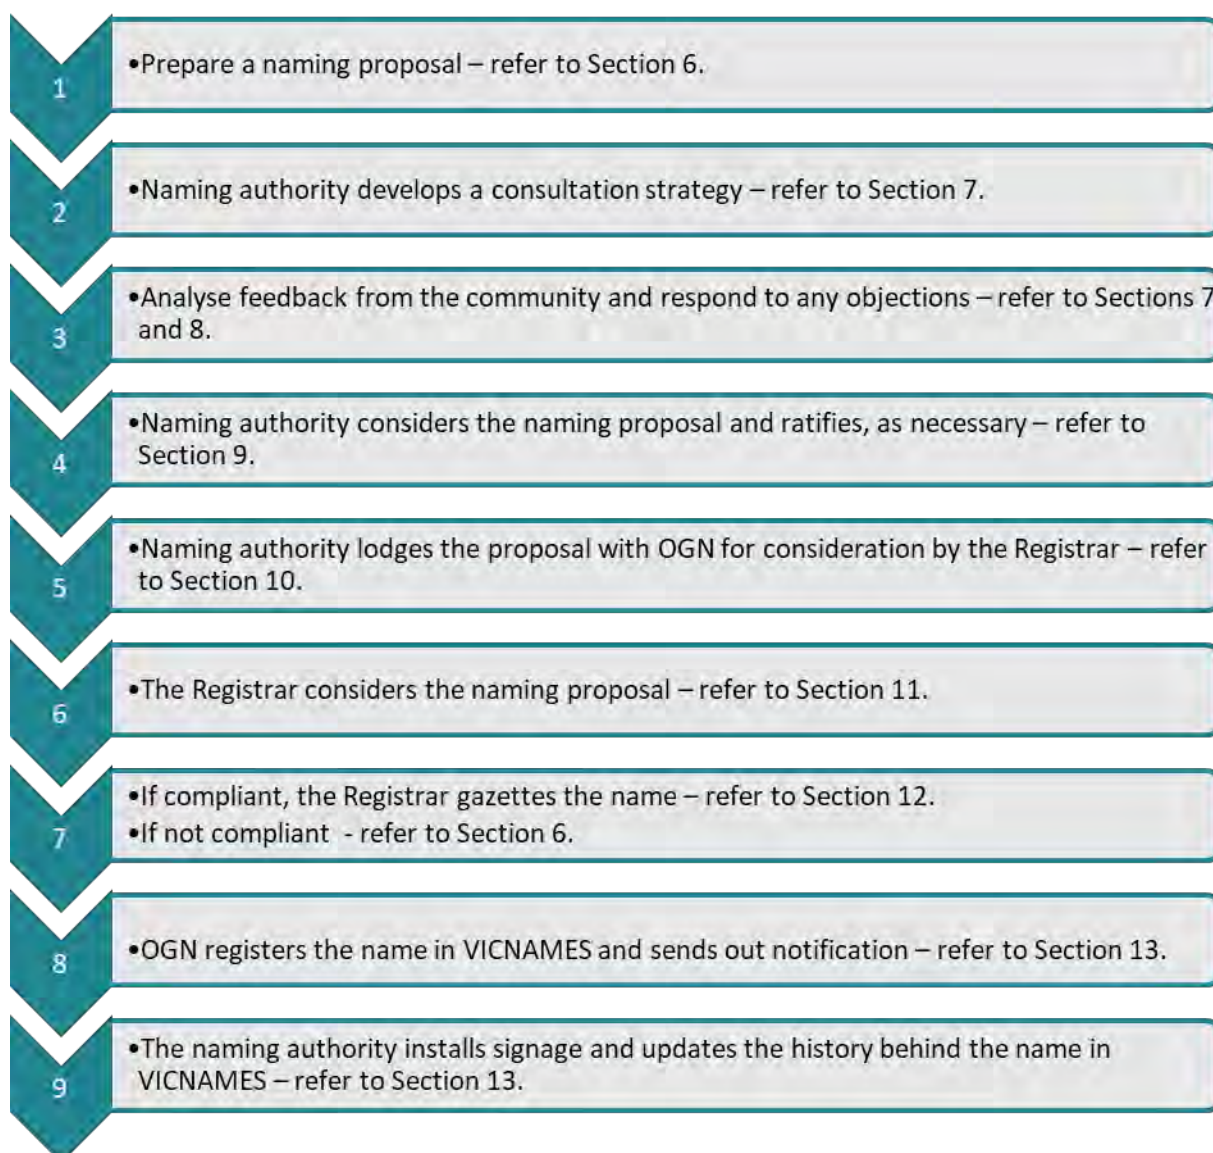 1
•Prepare a naming proposal – refer to Section 6.
2
•Naming authority develops a consultation strategy – refer to Section 7.
3
•Analyse feedback from the community and respond to any objections – refer to Sections 7
and 8.
4
•Naming authority considers the naming proposal and ratifies, as necessary – refer to
Section 9.
5
•Naming authority lodges the proposal with OGN for consideration by the Registrar – refer
to Section 10.
6
•The Registrar considers the naming proposal – refer to Section 11.
7
•If compliant, the Registrar gazettes the name – refer to Section 12.
•If not compliant  - refer to Section 6.
8
•OGN registers the name in VICNAMES and sends out notification – refer to Section 13.
9
•The naming authority installs signage and updates the history behind the name in
VICNAMES – refer to Section 13.